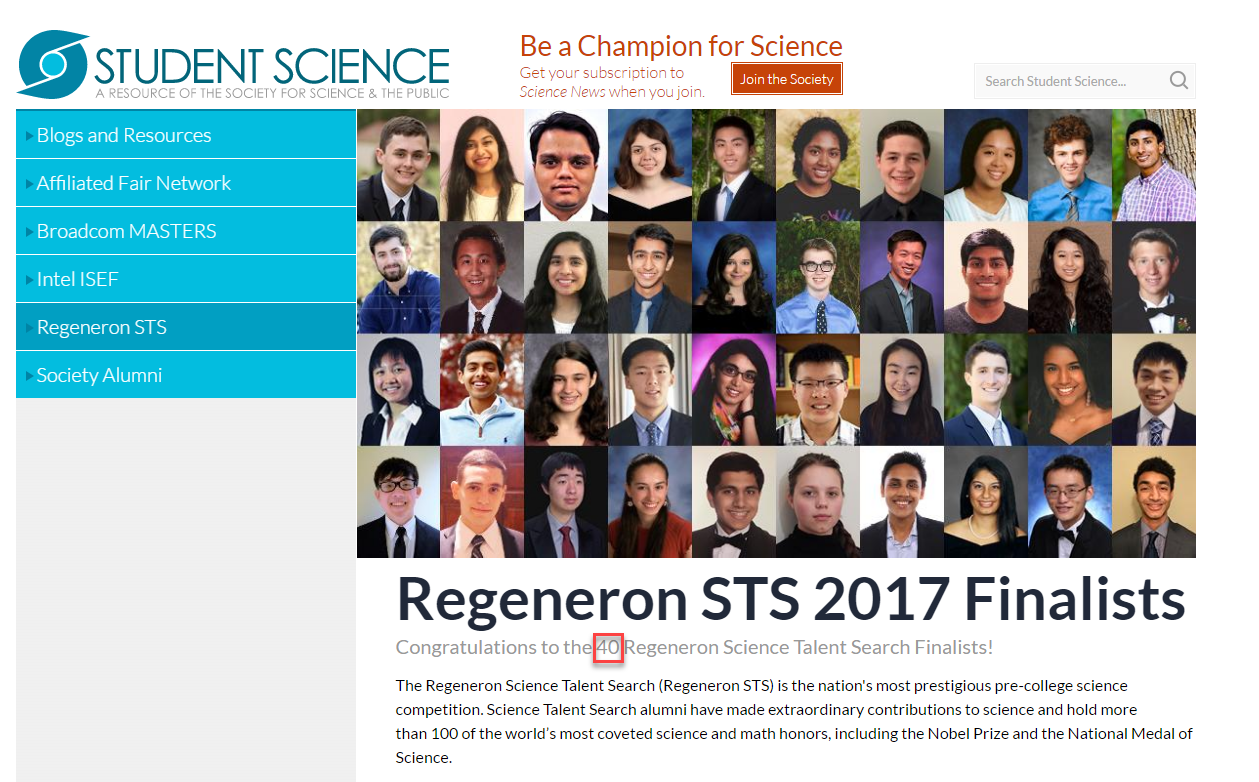 STUDENT SCIENCE
A RESOURCE OF THE SOCIETY FOR SCIENCE & THE PUBLIC
Be a Champion for Science
Get your subscription to
Science News when you join.
Join the Society
Search Student Science...
Blogs and Resources
Affiliated Fair Network
Broadcom MASTERS
Intel ISEF
Regeneron STS
Society Alumni
Regeneron STS 2017 Finalists
Congratulations to the 40 Regeneron Science Talent Search Finalists!
The Regeneron Science Talent Search (Regeneron STS) is the nation's most prestigious pre-college science
competition. Science Talent Search alumni have made extraordinary contributions to science and hold more
than 100 of the world’s most coveted science and math honors, including the Nobel Prize and the National Medal of
Science.